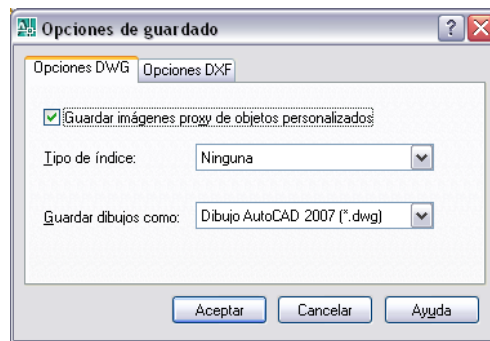 Opciones de guardado
Opciones DWG Opciones DXF
Guardar imágenes proxy de objetos personalizados
Tipo de índice: Ninguna
Guardar dibujos como: Dibujo AutoCAD 2007 (*.dwg)
Aceptar Cancelar Ayuda